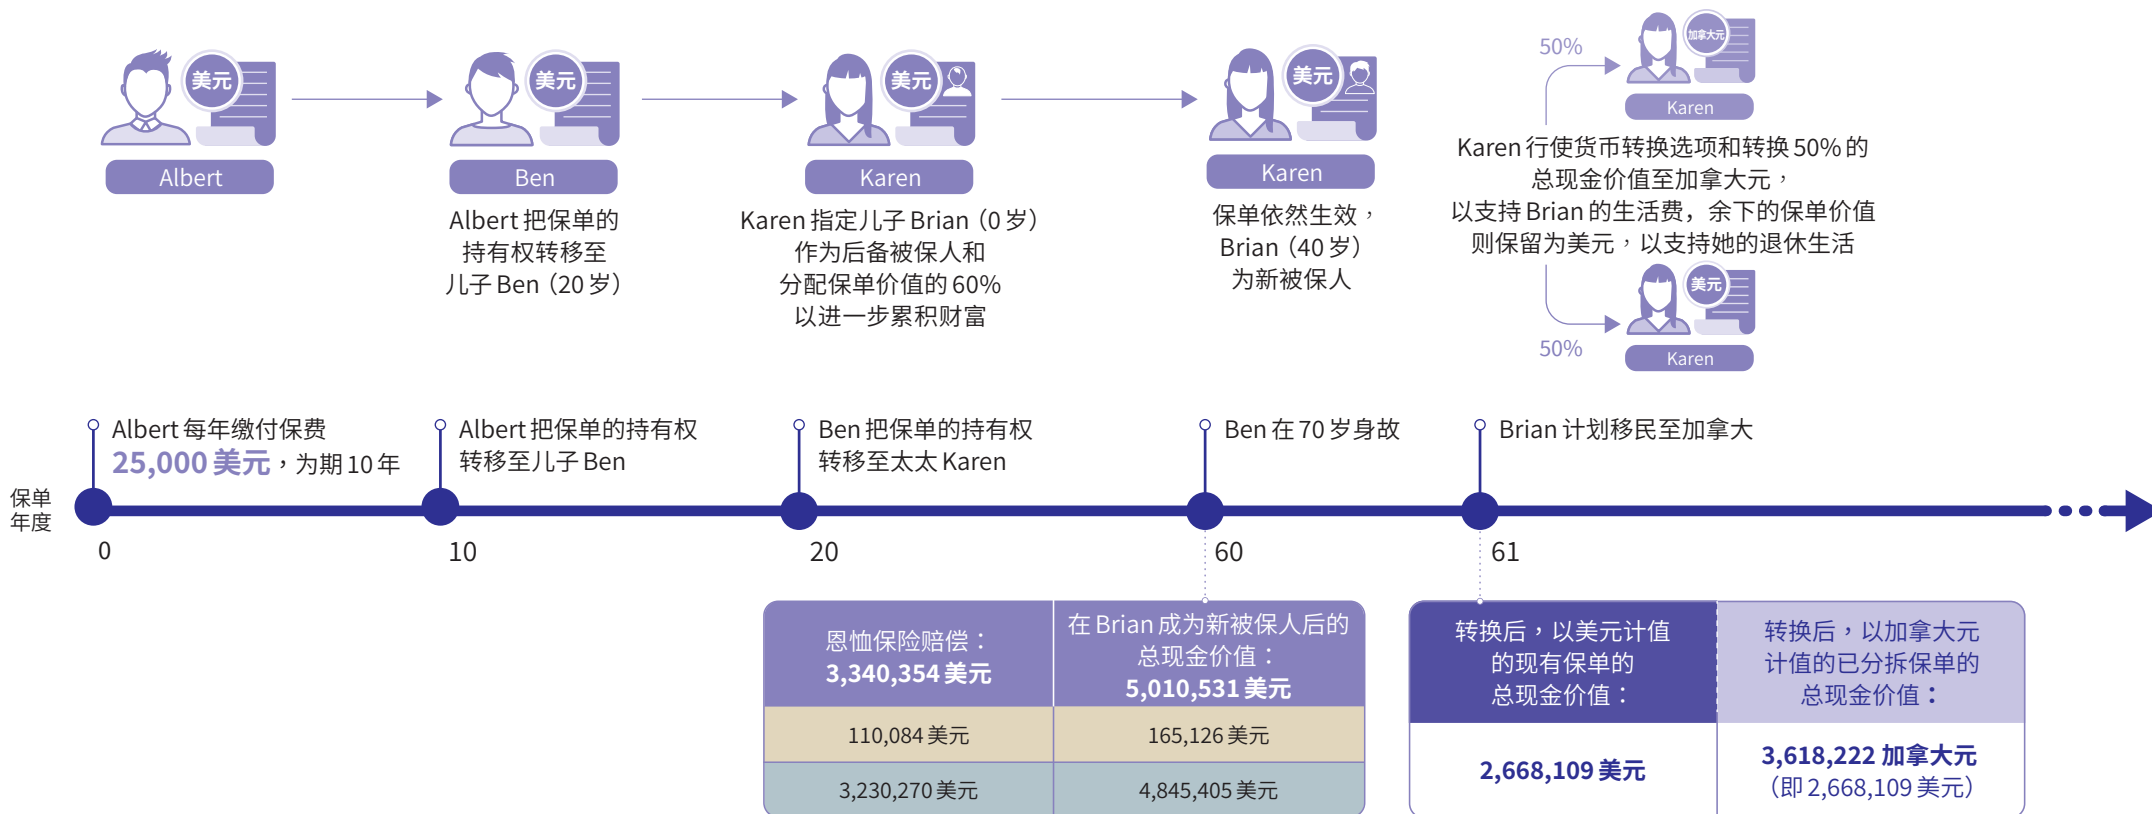 美元
Albert
美元
Ben
Albert 把保单的
持有权转移至
儿子 Ben（20 岁）
美元
Karen
Karen 指定儿子 Brian（0 岁）
作为后备被保人和
分配保单价值的 60%
以进一步累积财富
美元
Karen
保单依然生效，
Brian（40 岁）
为新被保人
50%
加拿大元
Karen
Karen 行使货币转换选项和转换 50% 的
总现金价值至加拿大元，
以支持 Brian 的生活费，余下的保单价值
则保留为美元，以支持她的退休生活
美元
50%
Karen
Albert 每年缴付保费
25,000 美元，为期 10 年
Albert 把保单的持有权
转移至儿子 Ben
Ben 把保单的持有权
转移至太太 Karen
Ben 在 70 岁身故
Brian 计划移民至加拿大
保单
年度
0
10
20
60
61
恩恤保险赔偿：
3,340,354 美元
在 Brian 成为新被保人后的
总现金价值：
5,010,531 美元
110,084 美元
165,126 美元
3,230,270 美元
4,845,405 美元
转换后，以美元计值
的现有保单的
总现金价值：
转换后，以加拿大元
计值的已分拆保单的
总现金价值：
2,668,109 美元
3,618,222 加拿大元
（即 2,668,109 美元）